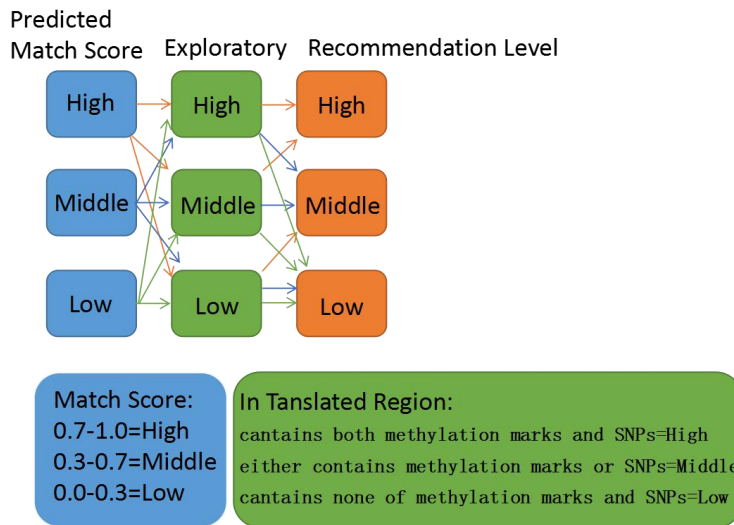 Predicted
Match Score Exploratory Recommendation Level
High High High
Middle Middle Middle
Low Low Low
Match Score:
0.7-1.0=High
0.3-0.7=Middle
0.0-0.3=Low
In Tanslated Region:
cantains both methylation marks and SNPs=High
either contains methylation marks or SNPs=Middle
cantains none of methylation marks and SNPs=Low